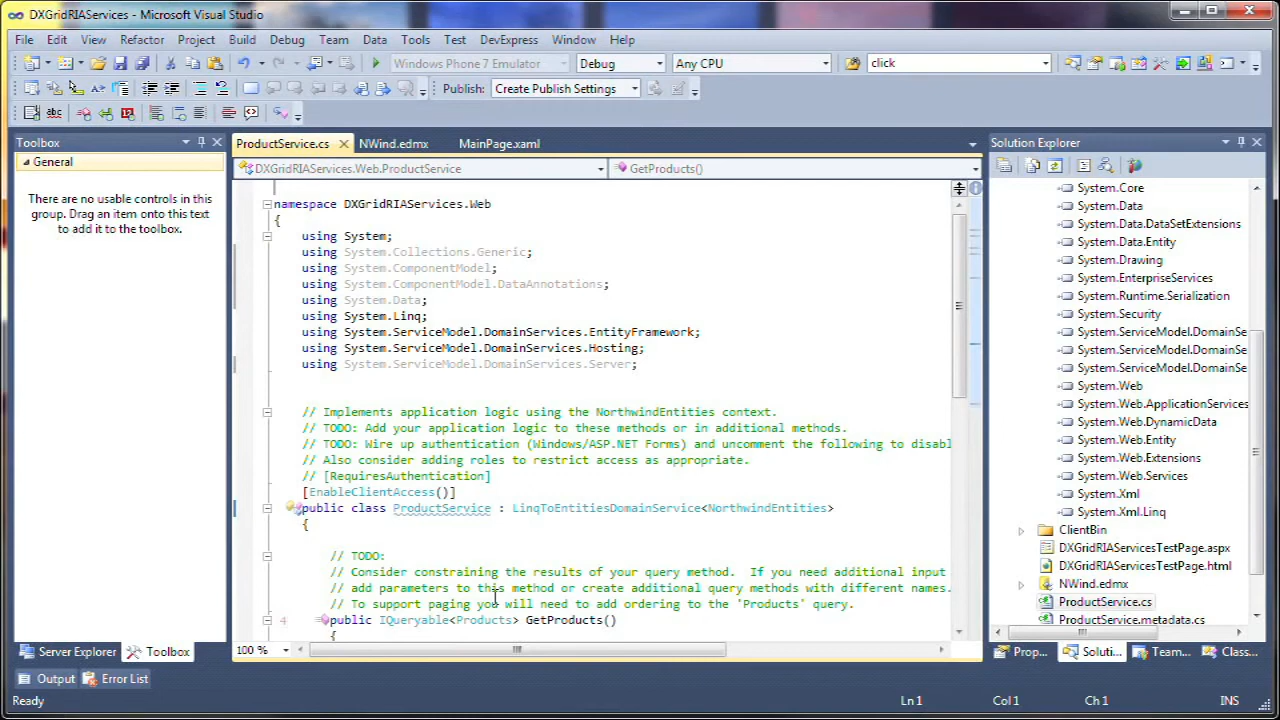 DXGridRIAServices - Microsoft Visual Studio
File Edit View Refactor Project Build Debug Team Data Tools Test DevExpress Window Help
Windows Phone 7 Emulator Debug Any CPU click
Publish: Create Publish Settings
Toolbox
General
There are no usable controls in this
group. Drag an item onto this text
to add it to the toolbox.
Server Explorer Toolbox
ProductService.cs NWind.edmx MainPage.xaml
DXGridRIAServices.Web.ProductService GetProducts()
namespace DXGridRIAServices.Web
{
using System;
using System.Collections.Generic;
using System.ComponentModel;
using System.ComponentModel.DataAnnotations;
using System.Data;
using System.Linq;
using System.ServiceModel.DomainServices.EntityFramework;
using System.ServiceModel.DomainServices.Hosting;
using System.ServiceModel.DomainServices.Server;
// Implements application logic using the NorthwindEntities context.
// TODO: Add your application logic to these methods or in additional methods.
// TODO: Wire up authentication (Windows/ASP.NET Forms) and uncomment the following to disabl
// Also consider adding roles to restrict access as appropriate.
// [RequiresAuthentication]
[EnableClientAccess()]
public class ProductService : LinqToEntitiesDomainService<NorthwindEntities>
{
// TODO:
// Consider constraining the results of your query method.  If you need additional input
// add parameters to this method or create additional query methods with different names.
// To support paging you will need to add ordering to the 'Products' query.
4 public IQueryable<Products> GetProducts()
{
100 %
Solution Explorer
System.Core
System.Data
System.Data.DataSetExtensions
System.Data.Entity
System.Drawing
System.EnterpriseServices
System.Runtime.Serialization
System.Security
System.ServiceModel.DomainSe
System.ServiceModel.DomainSe
System.ServiceModel.DomainSe
System.Web
System.Web.ApplicationServices
System.Web.DynamicData
System.Web.Entity
System.Web.Extensions
System.Web.Services
System.Xml
System.Xml.Linq
ClientBin
DXGridRIAServicesTestPage.aspx
DXGridRIAServicesTestPage.html
NWind.edmx
ProductService.cs
ProductService.metadata.cs
Prop... Soluti... Team... Class...
Output Error List
Ready Ln 1 Col 1 Ch 1 INS